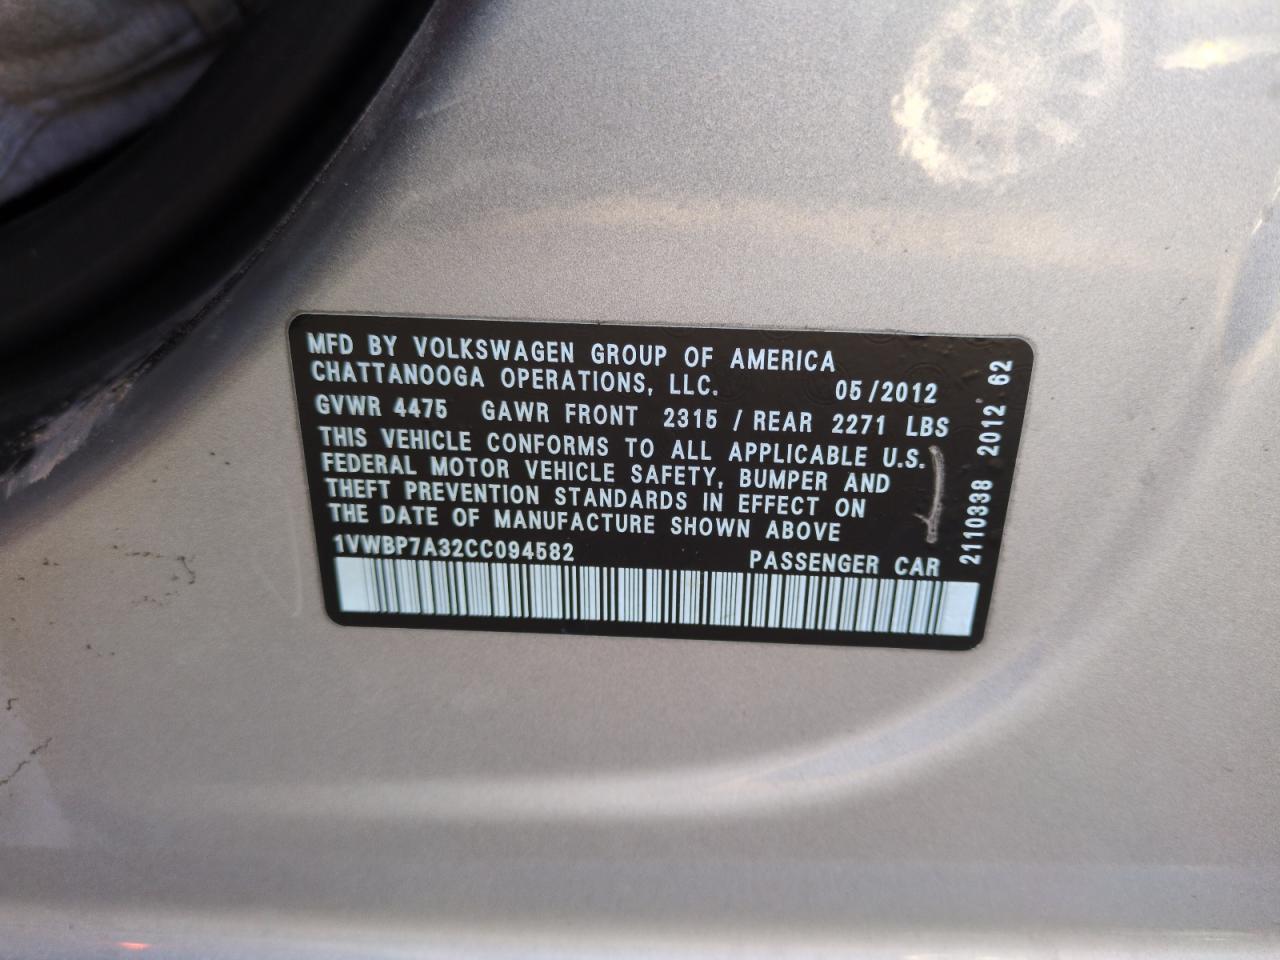 MFD BY VOLKSWAGEN GROUP OF AMERICA
CHATTANOOGA OPERATIONS, LLC. 05/2012
GVWR 4475 GAWR FRONT 2315 / REAR 2271 LBS
THIS VEHICLE CONFORMS TO ALL APPLICABLE U.S.
FEDERAL MOTOR VEHICLE SAFETY, BUMPER AND
THEFT PREVENTION STANDARDS IN EFFECT ON
THE DATE OF MANUFACTURE SHOWN ABOVE
1VWBP7A32CC094582 PASSENGER CAR
2110338 2012 62